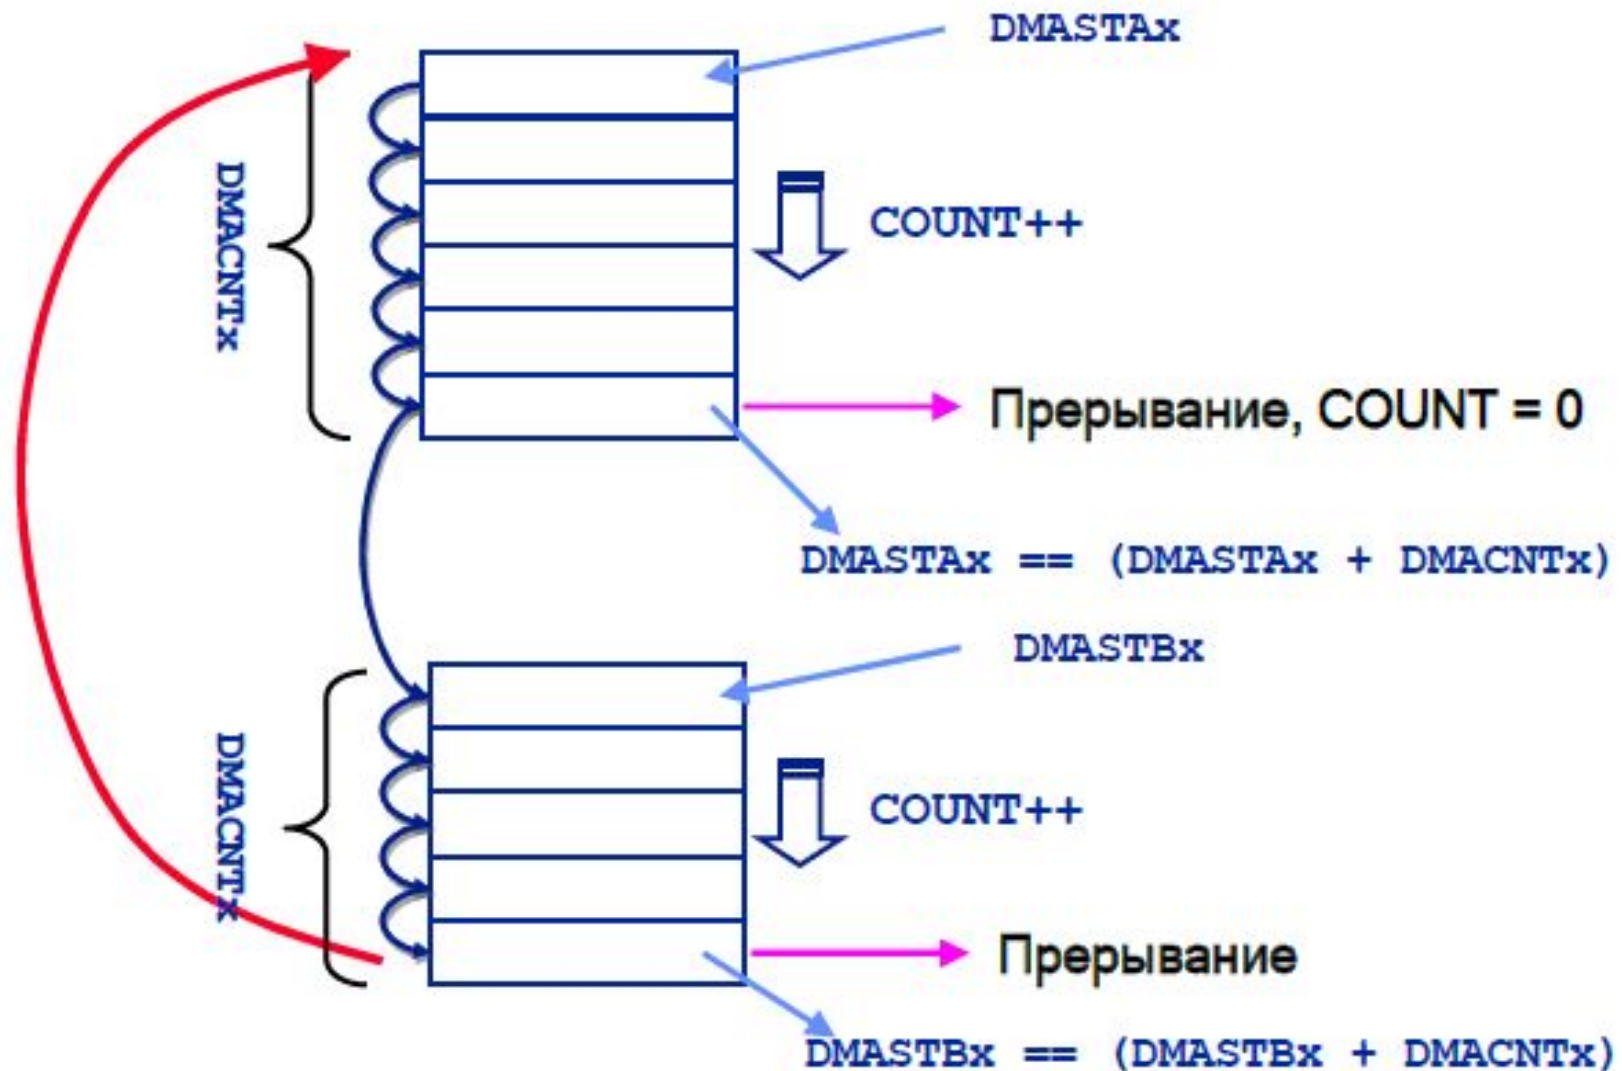 DMASTAx
DMACNTx
COUNT++
Прерывание, COUNT = 0
DMASTAx == (DMASTAx + DMACNTx)
DMASTBx
DMACNTx
COUNT++
Прерывание
DMASTBx == (DMASTBx + DMACNTx)